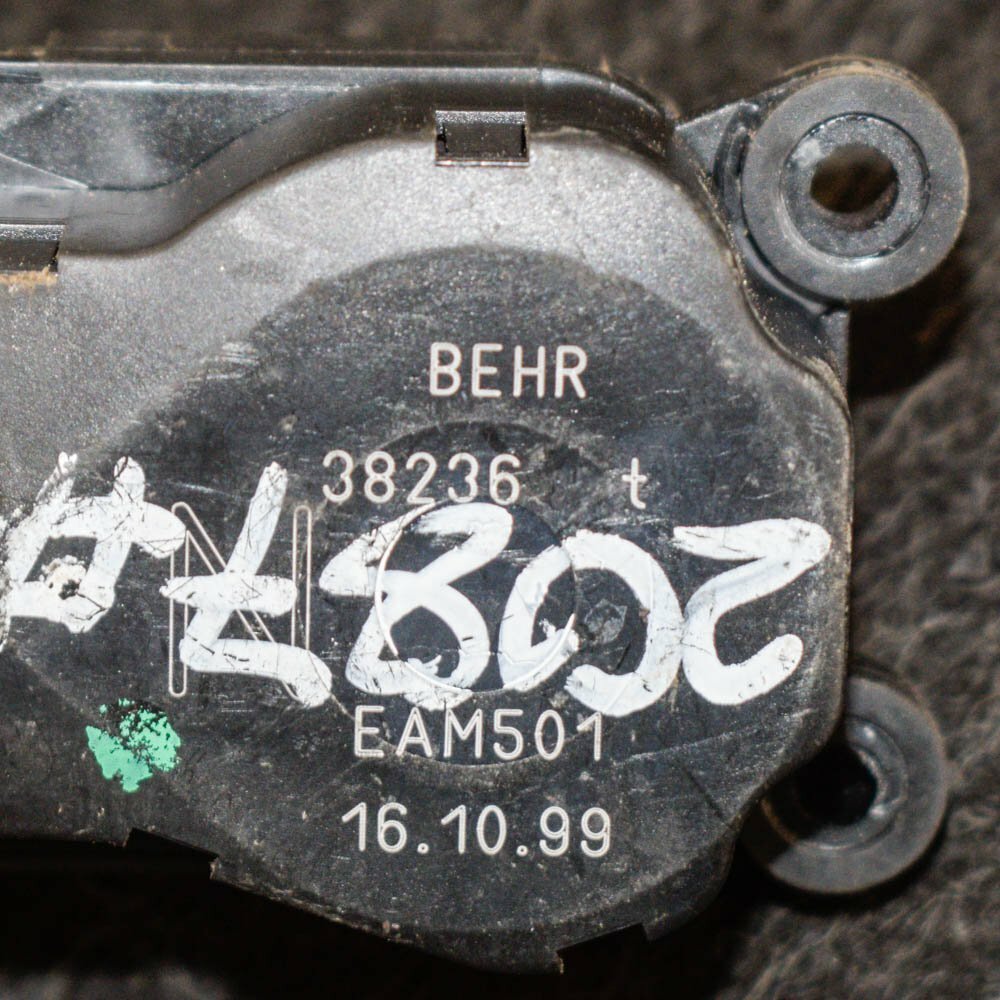 BEHR
38236 t
N
EAM501
16.10.99